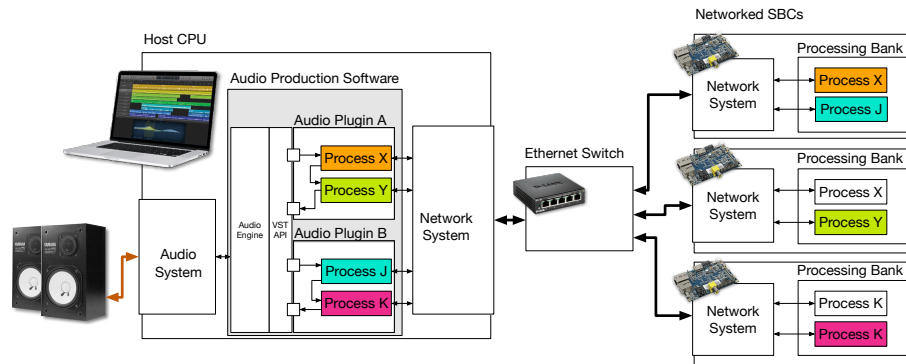 Networked SBCs
Host CPU
Processing Bank
Audio Production Software
Network
System
Process X
Process J
Audio Plugin A
Process X
Process Y
Ethernet Switch
D-Link
Processing Bank
Network
System
Process X
Process Y
Audio
Engine
VST
API
Network
System
Audio Plugin B
Audio
System
YAMAHA
Process J
Process K
Processing Bank
Network
System
Process K
Process K